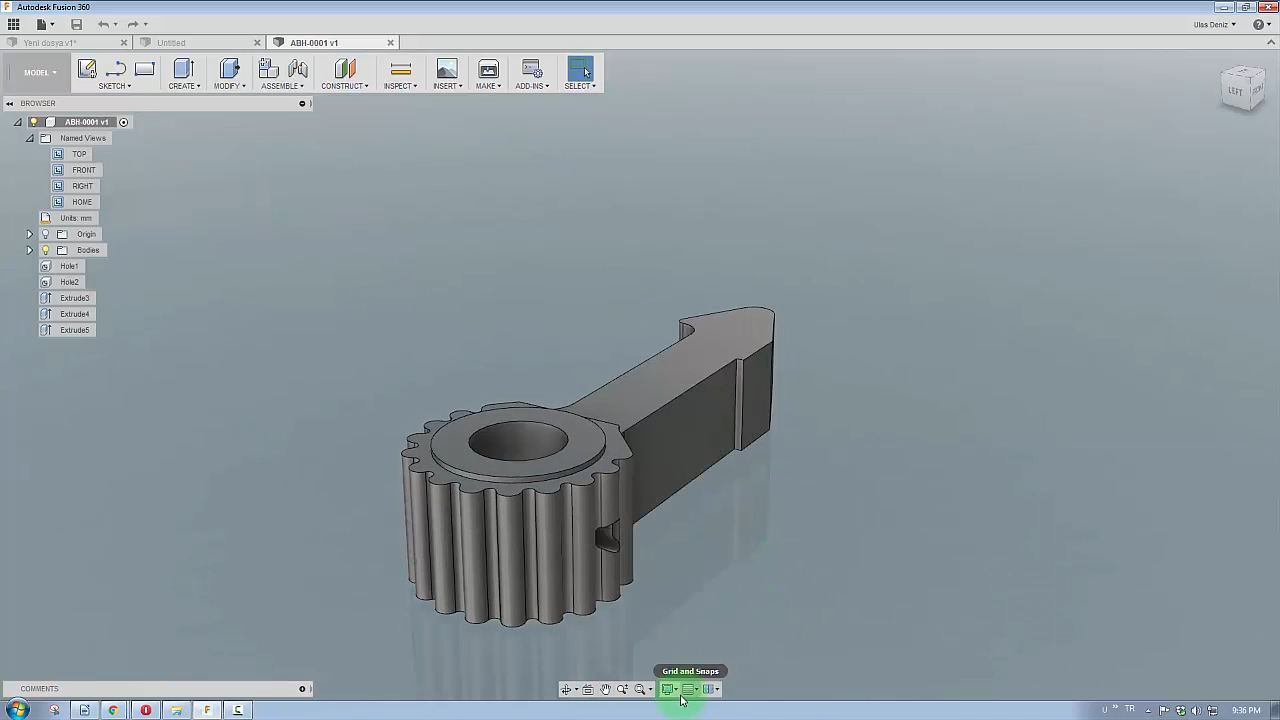 Autodesk Fusion 360
Ulas Deniz
Yeni dosya v1*
Untitled
ABH-0001 v1
MODEL
SKETCH
CREATE
MODIFY
ASSEMBLE
CONSTRUCT
INSPECT
INSERT
MAKE
ADD-INS
SELECT
BROWSER
LEFT
ABH-0001 v1
Named Views
TOP
FRONT
RIGHT
HOME
Units: mm
Origin
Bodies
Hole1
Hole2
Extrude3
Extrude4
Extrude5
Grid and Snaps
COMMENTS
TR
9:36 PM